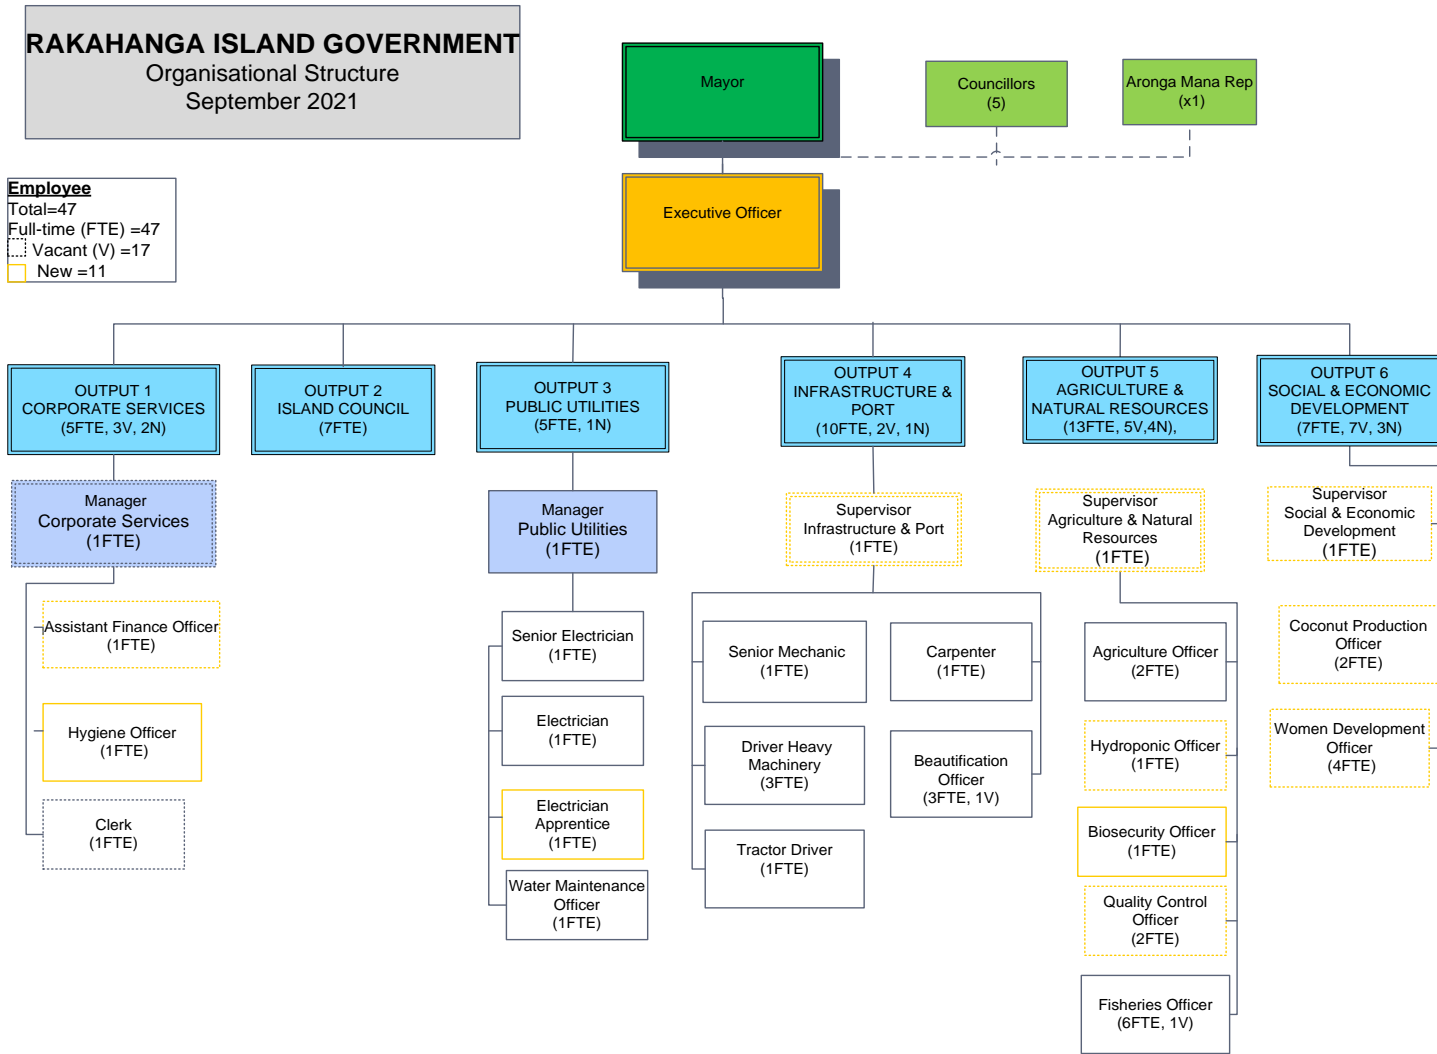 RAKAHANGA ISLAND GOVERNMENT
Organisational Structure
September 2021
Mayor
Councillors
(5)
Aronga Mana Rep
(x1)
Employee
Total=47
Full-time (FTE) =47
Vacant (V) =17
New =11
Executive Officer
OUTPUT 1
CORPORATE SERVICES
(5FTE, 3V, 2N)
OUTPUT 2
ISLAND COUNCIL
(7FTE)
OUTPUT 3
PUBLIC UTILITIES
(5FTE, 1N)
OUTPUT 4
INFRASTRUCTURE &
PORT
(10FTE, 2V, 1N)
OUTPUT 5
AGRICULTURE &
NATURAL RESOURCES
(13FTE, 5V,4N),
OUTPUT 6
SOCIAL & ECONOMIC
DEVELOPMENT
(7FTE, 7V, 3N)
Manager
Corporate Services
(1FTE)
Assistant Finance Officer
(1FTE)
Hygiene Officer
(1FTE)
Clerk
(1FTE)
Manager
Public Utilities
(1FTE)
Senior Electrician
(1FTE)
Electrician
(1FTE)
Electrician
Apprentice
(1FTE)
Water Maintenance
Officer
(1FTE)
Supervisor
Infrastructure & Port
(1FTE)
Senior Mechanic
(1FTE)
Driver Heavy
Machinery
(3FTE)
Tractor Driver
(1FTE)
Carpenter
(1FTE)
Beautification
Officer
(3FTE, 1V)
Supervisor
Agriculture & Natural
Resources
(1FTE)
Agriculture Officer
(2FTE)
Hydroponic Officer
(1FTE)
Biosecurity Officer
(1FTE)
Quality Control
Officer
(2FTE)
Fisheries Officer
(6FTE, 1V)
Supervisor
Social & Economic
Development
(1FTE)
Coconut Production
Officer
(2FTE)
Women Development
Officer
(4FTE)